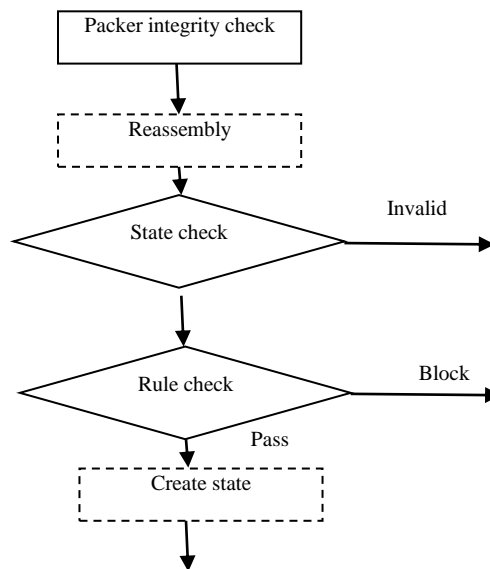 Packer integrity check
Reassembly
Invalid
State check
Block
Rule check
Pass
Create state